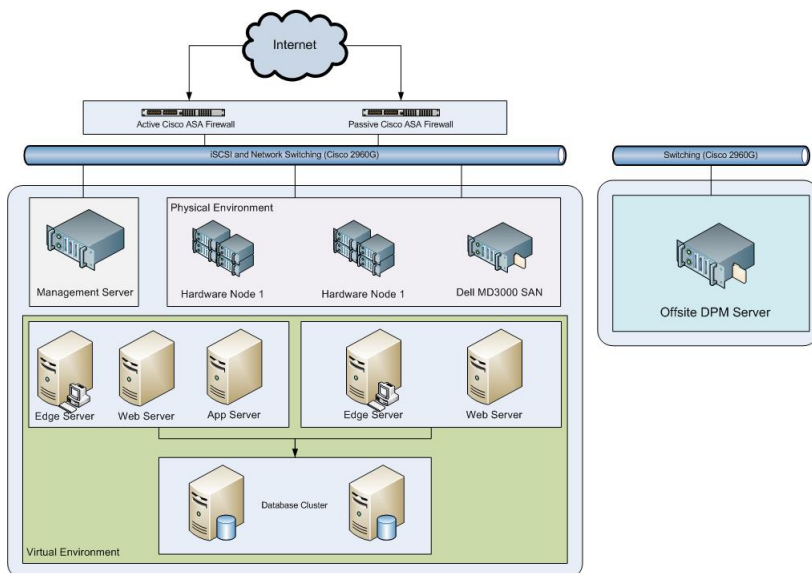 Internet
Active Cisco ASA Firewall
Passive Cisco ASA Firewall
iSCSI and Network Switching (Cisco 2960G)
Switching (Cisco 2960G)
Physical Environment
Management Server
Hardware Node 1
Hardware Node 1
Dell MD3000 SAN
Offsite DPM Server
Edge Server
Web Server
App Server
Edge Server
Web Server
Database Cluster
Virtual Environment